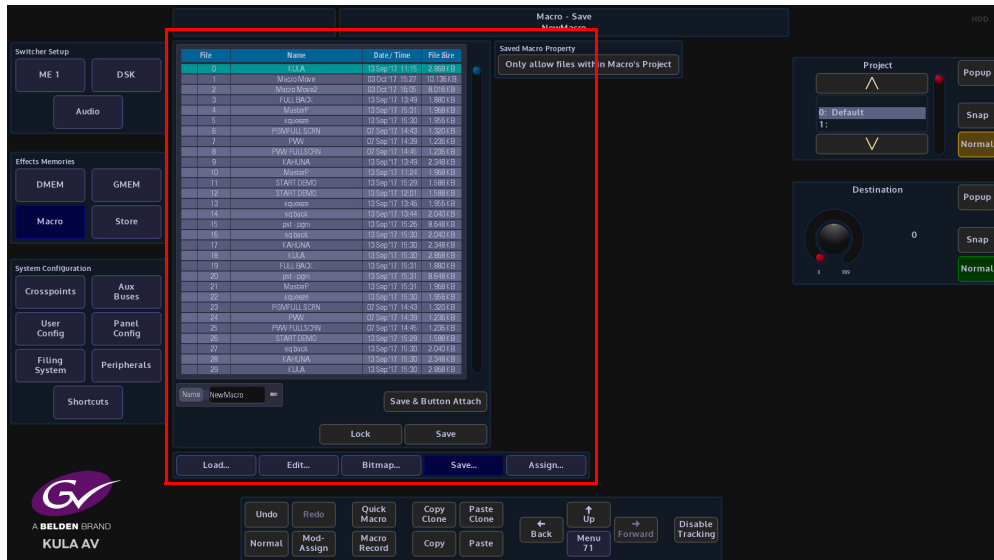 Macro - Save
NewMacro
HDD
Switcher Setup
ME 1
DSK
Audio
Effects Memories
DMEM
GMEM
Macro
Store
System Configuration
Crosspoints
Aux Buses
User Config
Panel Config
Filing System
Peripherals
Shortcuts
File Name Date/ Time File Size
0 KULA 13 Sep '17 11:15 2.868 KB
1 Macro Move 03 Oct '17 15:27 10.136 KB
2 Macro Move2 03 Oct '17 16:05 8.016 KB
3 FULL BACK 13 Sep '17 13:49 1.880 KB
4 MasterP 13 Sep '17 15:31 1.968 KB
5 squeeze 13 Sep '17 15:30 1.956 KB
6 PGMFULL SCRN 07 Sep '17 14:43 1.320 KB
7 PVW 07 Sep '17 14:39 1.236 KB
8 PVW FULLSCRN 07 Sep '17 14:45 1.236 KB
9 KAHUNA 13 Sep '17 13:49 2.348 KB
10 MasterP 13 Sep '17 11:24 1.968 KB
11 START DEMO 13 Sep '17 15:29 1.588 KB
12 START DEMO 13 Sep '17 12:01 1.588 KB
13 squeeze 13 Sep '17 13:46 1.956 KB
14 sq back 13 Sep '17 13:44 2.040 KB
15 pst - pgm 13 Sep '17 15:26 8.648 KB
16 sq back 13 Sep '17 15:30 2.040 KB
17 KAHUNA 13 Sep '17 15:30 2.348 KB
18 KULA 13 Sep '17 15:30 2.868 KB
19 FULL BACK 13 Sep '17 15:31 1.880 KB
20 pst - pgm 13 Sep '17 15:31 8.648 KB
21 MasterP 13 Sep '17 15:31 1.968 KB
22 squeeze 13 Sep '17 15:30 1.956 KB
23 PGMFULL SCRN 07 Sep '17 14:43 1.320 KB
24 PVW 07 Sep '17 14:39 1.236 KB
25 PVW FULLSCRN 07 Sep '17 14:45 1.236 KB
26 START DEMO 13 Sep '17 15:29 1.588 KB
27 sq back 13 Sep '17 15:30 2.040 KB
28 KAHUNA 13 Sep '17 15:30 2.348 KB
29 KULA 13 Sep '17 15:30 2.868 KB
Name NewMacro
Save & Button Attach
Lock
Save
Load...
Edit...
Bitmap...
Save...
Assign...
Saved Macro Property
Only allow files within Macro's Project
Project
0: Default
1:
Popup
Snap
Normal
Destination
0
0 999
Popup
Snap
Normal
GV
A BELDEN BRAND
KULA AV
Undo
Redo
Quick Macro
Copy Clone
Paste Clone
Normal
Mod-Assign
Macro Record
Copy
Paste
Back
Up
Menu 71
Forward
Disable Tracking